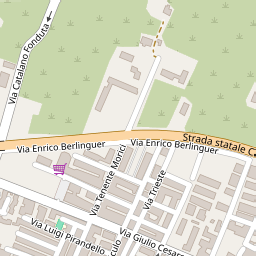 Via Catalano Fonduta
Via Enrico Berlinguer
Via Enrico Berlinguer
Strada statale C
Via Tenente Morici
Via Trieste
Via Luigi Pirandello
Via Giulio Cesare
culo